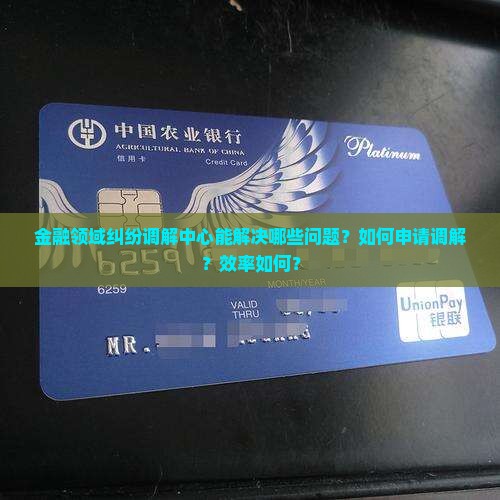 中国农业银行
AGRICULTURAL BANK OF CHINA
信用卡
Credit Card
Platinum
金融领域纠纷调解中心能解决哪些问题？如何申请调解
？效率如何？
6259
6259
MONTH/YEAR
VALID
THRU
MR.
UnionPay
银联